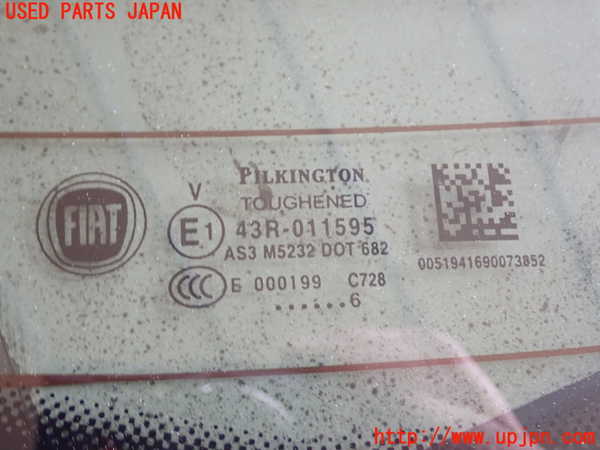 USED PARTS JAPAN
FIAT
V
PILKINGTON
TOUGHENED
E1
43R-011595
AS3 M5232 DOT 682
CCC
E 000199 C728
......6
0051941690073852
http://www.upjpn.com